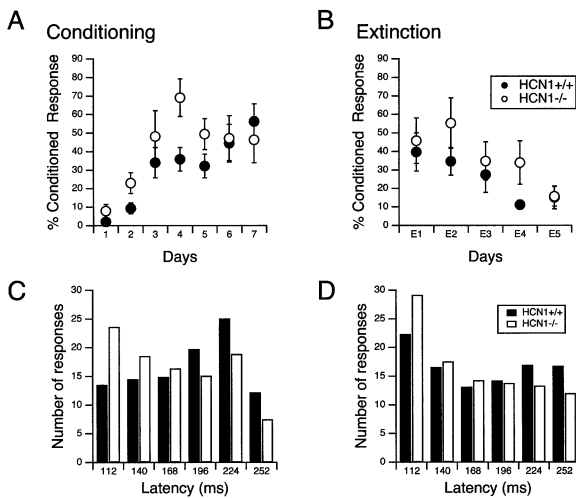 A Conditioning
% Conditioned Response
90
80
70
60
50
40
30
20
10
0
1 2 3 4 5 6 7
Days
B Extinction
% Conditioned Response
90
80
70
60
50
40
30
20
10
0
HCN1+/+
HCN1-/-
E1 E2 E3 E4 E5
Days
C
Number of responses
30
25
20
15
10
5
0
112 140 168 196 224 252
Latency (ms)
D
Number of responses
30
25
20
15
10
5
0
HCN1+/+
HCN1-/-
112 140 168 196 224 252
Latency (ms)